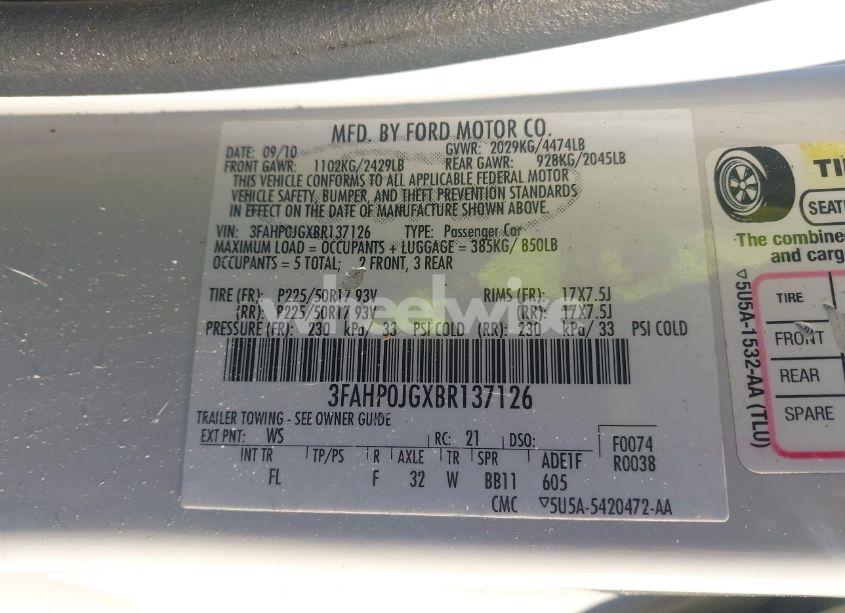 MFD. BY FORD MOTOR CO.
DATE: 09/10 GVWR: 2029KG/4474LB
FRONT GAWR: 1102KG/2429LB REAR GAWR: 928KG/2045LB
THIS VEHICLE CONFORMS TO ALL APPLICABLE FEDERAL MOTOR
VEHICLE SAFETY, BUMPER, AND THEFT PREVENTION STANDARDS
IN EFFECT ON THE DATE OF MANUFACTURE SHOWN ABOVE.
VIN: 3FAHP0JGXBR137126 TYPE: Passenger Car
MAXIMUM LOAD = OCCUPANTS + LUGGAGE = 385KG/ 850LB
OCCUPANTS = 5 TOTAL: 2 FRONT, 3 REAR
TIRE (FR): P225/50R17 93V RIMS (FR): 17X7.5J
(RR): P225/50R17 93V (RR): 17X7.5J
PRESSURE (FR): 230 kPa/ 33 PSI COLD (RR): 230 kPa/ 33 PSI COLD
3FAHP0JGXBR137126
TRAILER TOWING - SEE OWNER GUIDE
EXT PNT: WS RC: 21 DSO: F0074
INT TR TP/PS R AXLE TR SPR ADE1F R0038
FL F 32 W BB11 605
CMC ▽5U5A-5420472-AA
wheelwise
SEATI
The combine
and carg
TIRE
FRONT
REAR
SPARE
▽5U5A-1532-AA (TLU)